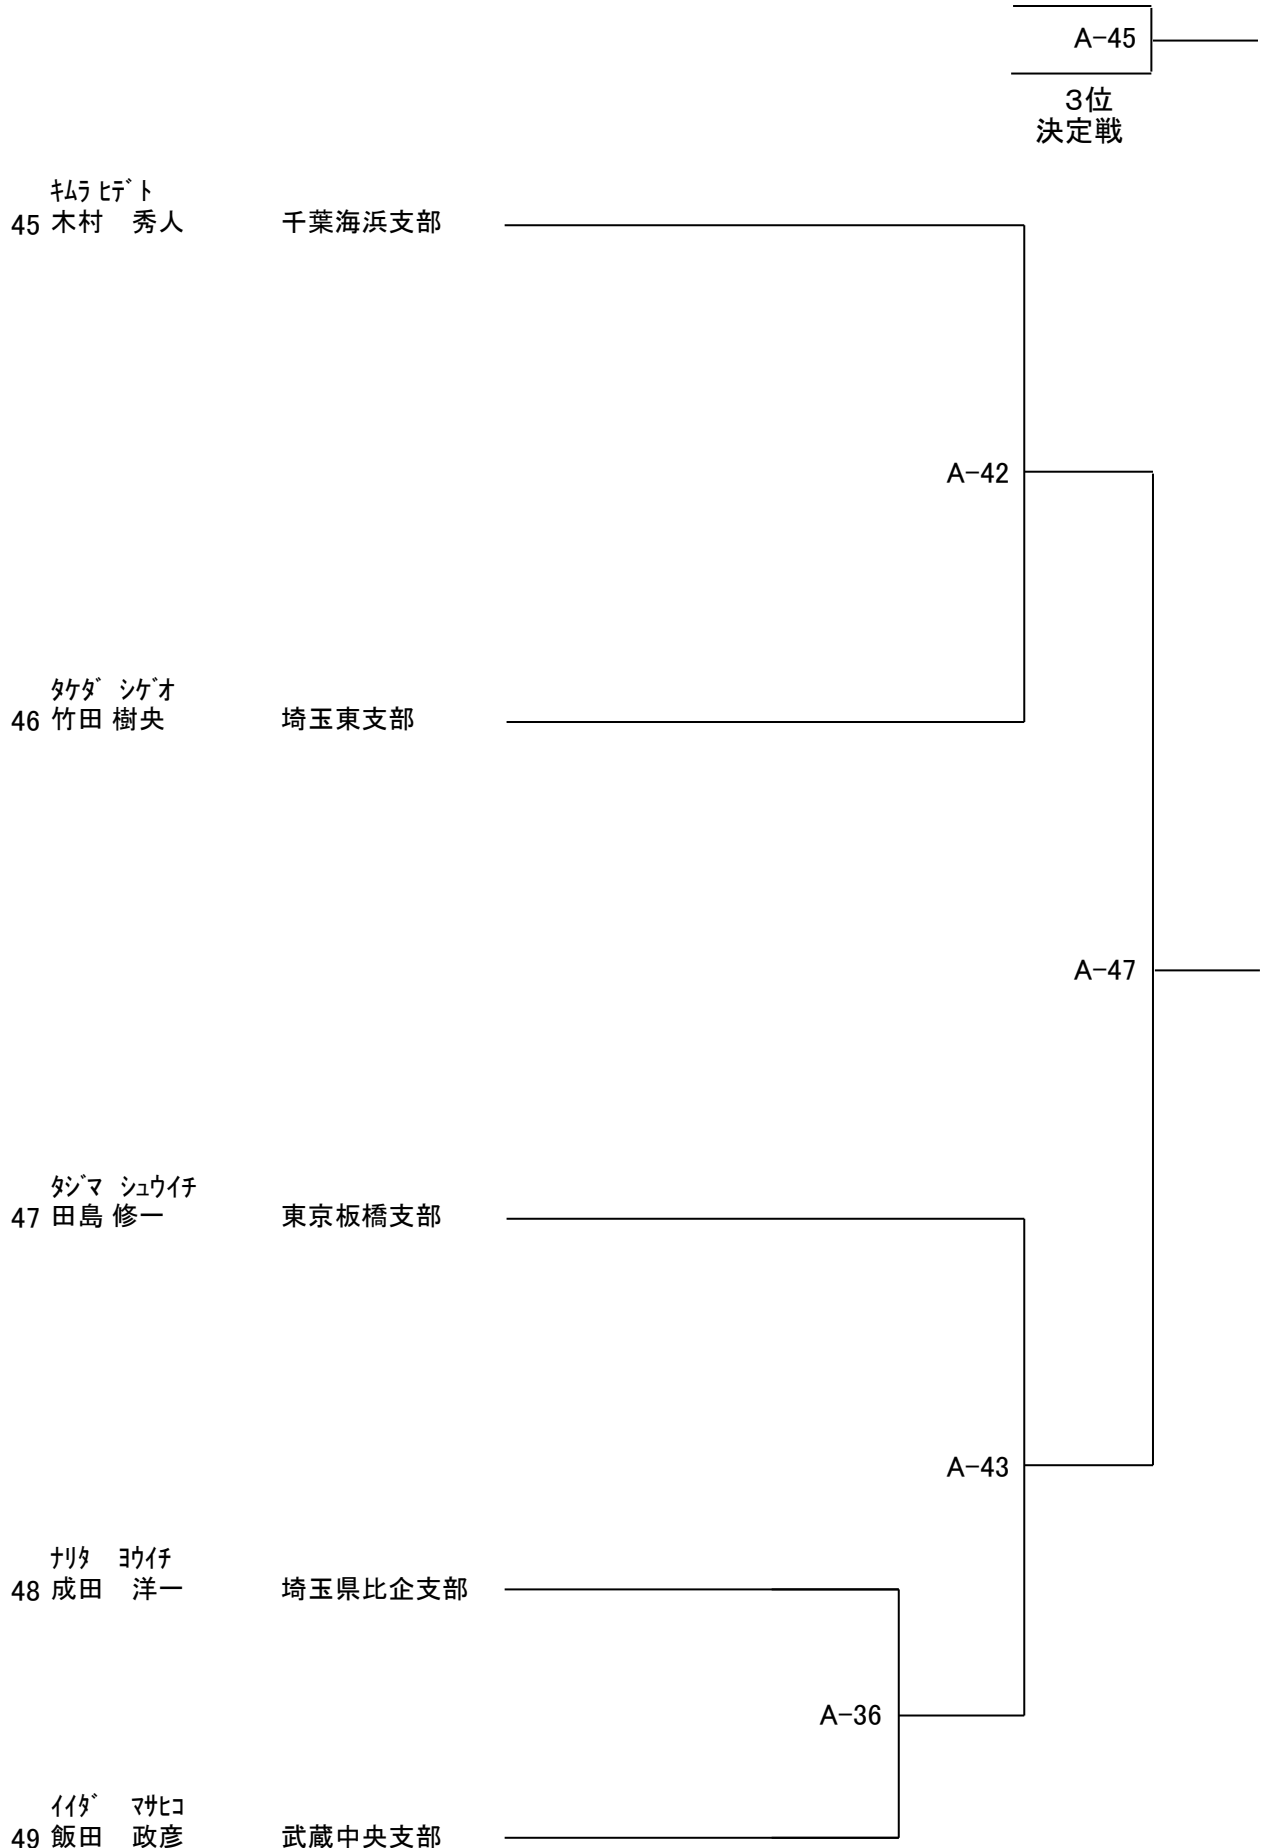 A-45
3位
決定戦
ｷﾑﾗ ﾋﾃﾞﾄ
45 木村　秀人 千葉海浜支部
A-42
ﾀｹﾀﾞ ｼｹﾞｵ
46 竹田 樹央 埼玉東支部
A-47
ﾀｼﾞﾏ ｼｭｳｲﾁ
47 田島 修一 東京板橋支部
A-43
ﾅﾘﾀ ﾖｳｲﾁ
48 成田　洋一 埼玉県比企支部
A-36
ｲｲﾀﾞ ﾏｻﾋｺ
49 飯田　政彦 武蔵中央支部